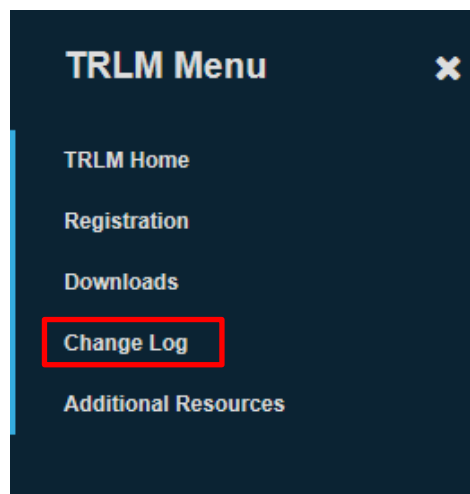 TRLM Menu
TRLM Home
Registration
Downloads
Change Log
Additional Resources